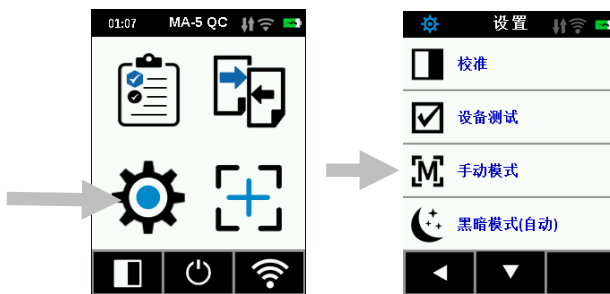 01:07 MA-5 QC
设置
校准
设备测试
M 手动模式
黑暗模式(自动)